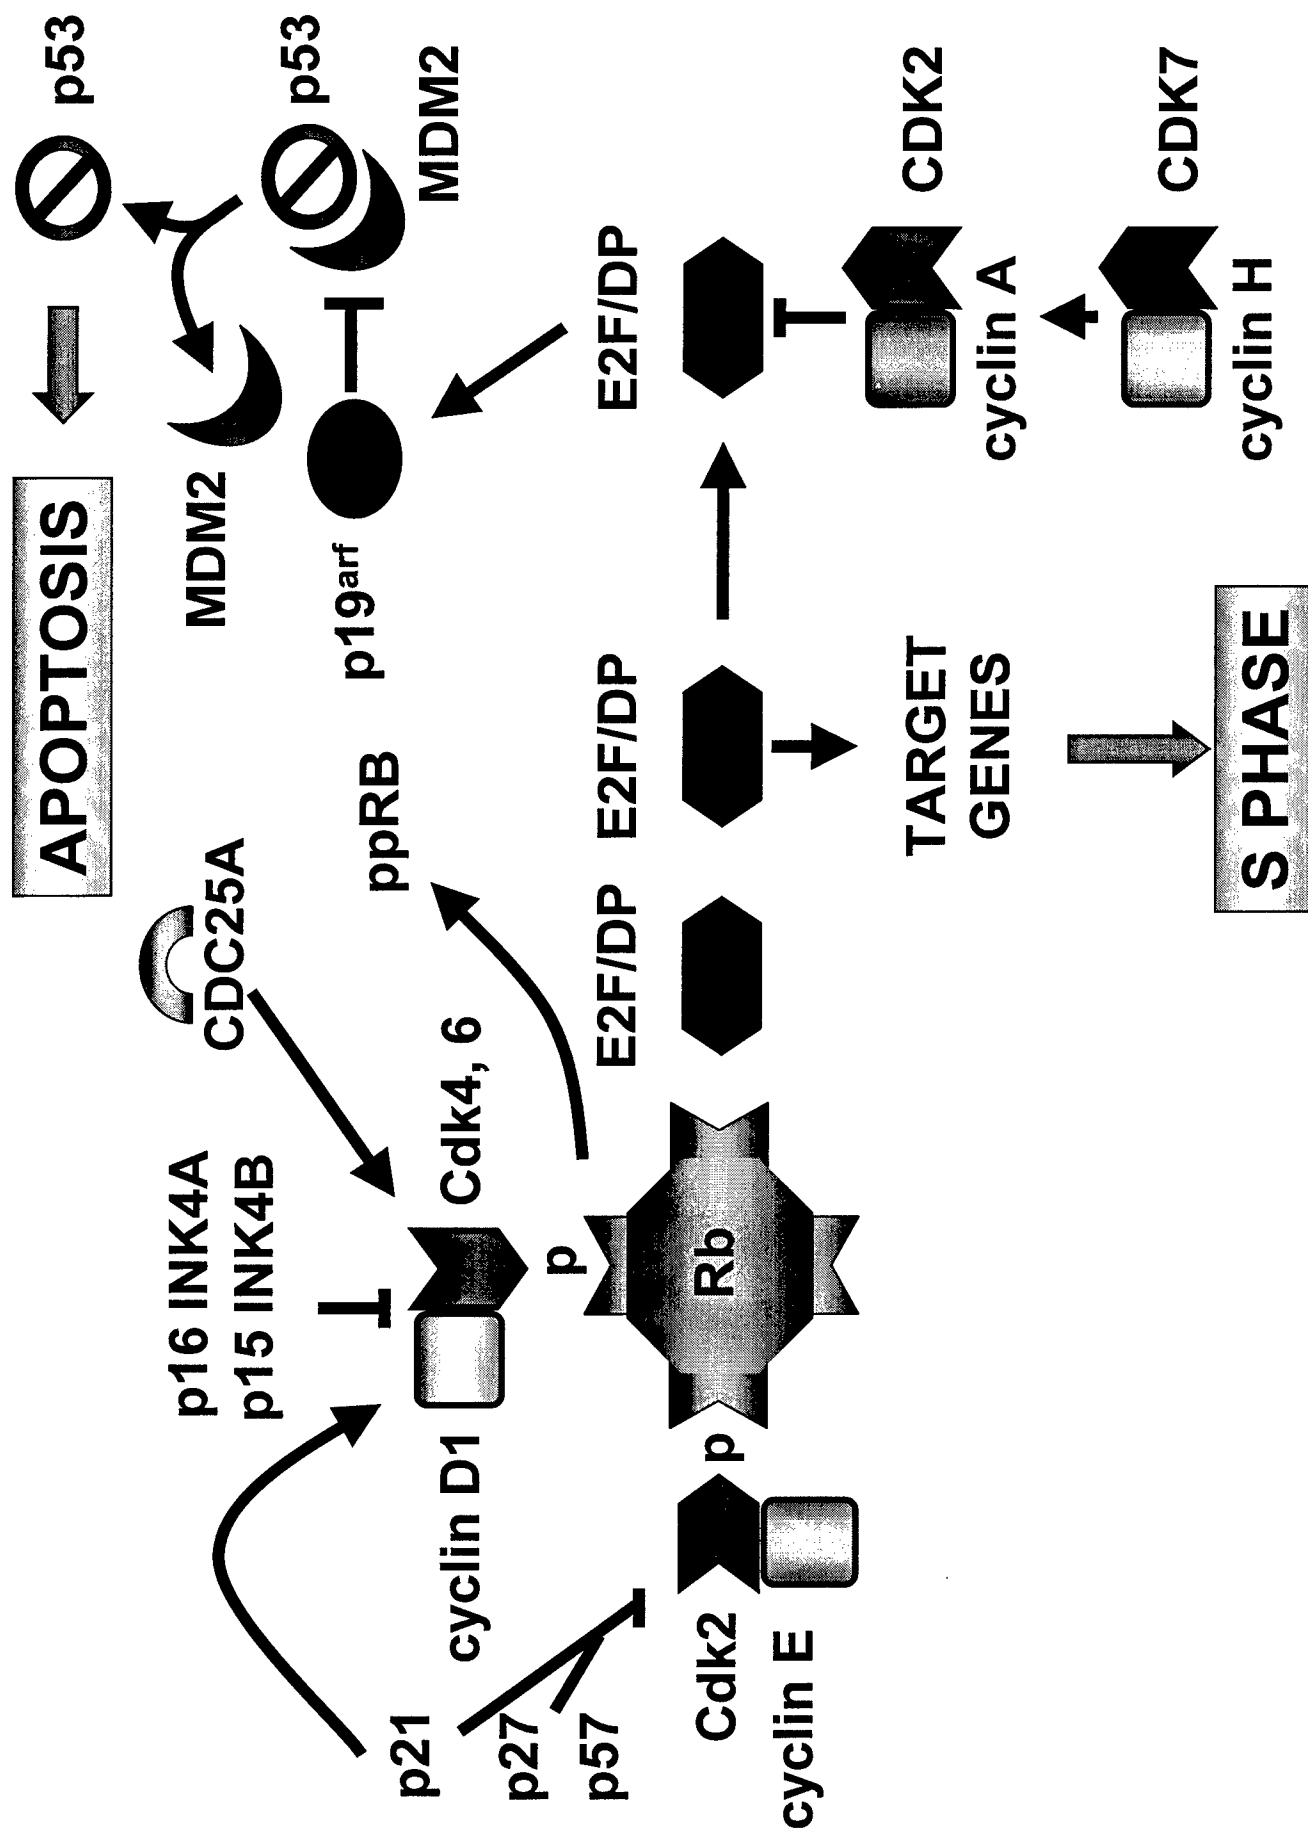 APOPTOSIS
p53
CDC25A
p16 INK4A
p15 INK4B
MDM2
p53
MDM2
p19arf
ppRB
p21
cyclin D1
Cdk4, 6
p27
p57
p
E2F/DP
E2F/DP
E2F/DP
Cdk2
p
Rb
cyclin E
TARGET
GENES
CDK2
cyclin A
CDK7
cyclin H
S PHASE